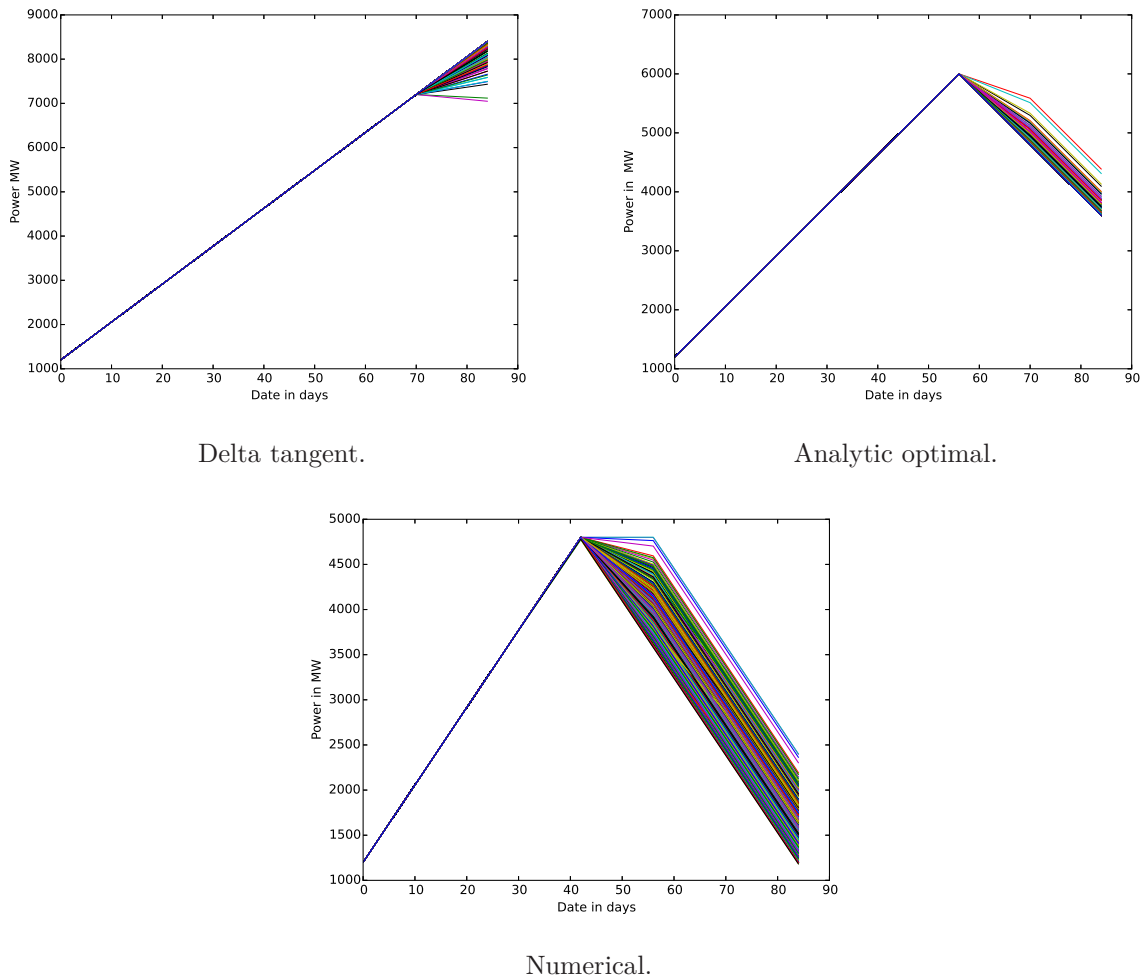 9000
8000
7000
6000
5000
4000
3000
2000
1000
Power MW
0 10 20 30 40 50 60 70 80 90
Date in days
Delta tangent.
7000
6000
5000
4000
3000
2000
1000
Power in MW
0 10 20 30 40 50 60 70 80 90
Date in days
Analytic optimal.
5000
4500
4000
3500
3000
2500
2000
1500
1000
Power in MW
0 10 20 30 40 50 60 70 80 90
Date in days
Numerical.